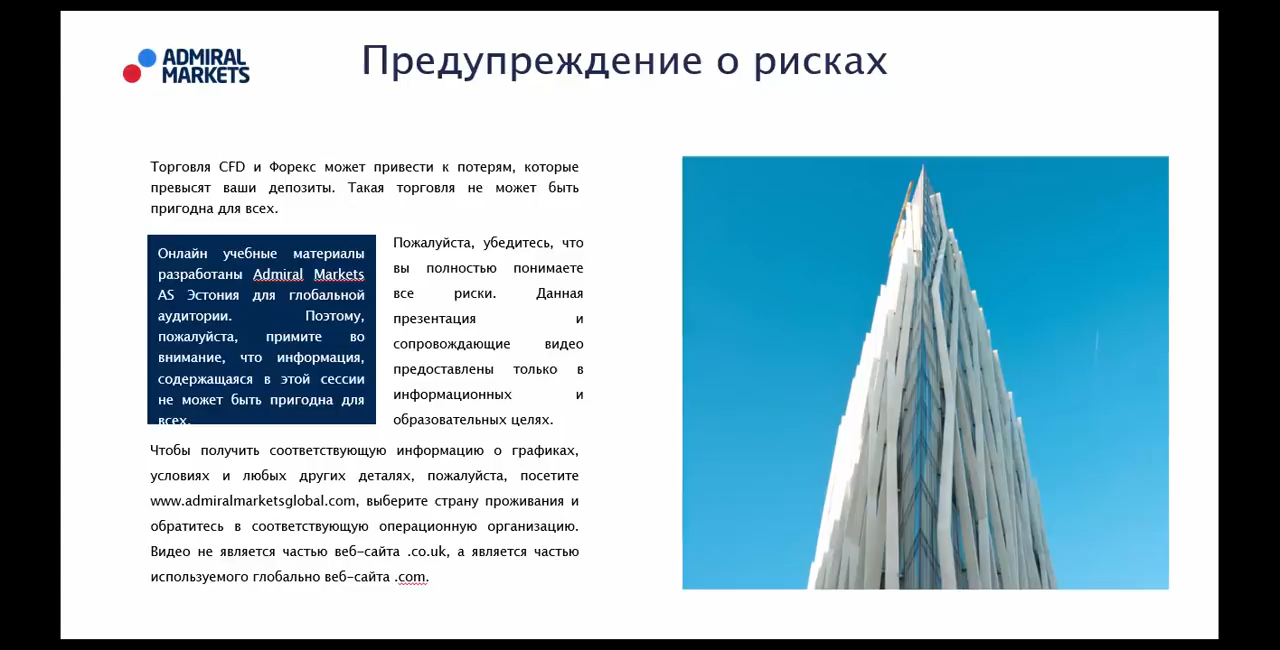 ADMIRAL
MARKETS
Предупреждение о рисках
Торговля CFD и Форекс может привести к потерям, которые
превысят ваши депозиты. Такая торговля не может быть
пригодна для всех.
Онлайн учебные материалы
разработаны Admiral Markets
AS Эстония для глобальной
аудитории. Поэтому,
пожалуйста, примите во
внимание, что информация,
содержащаяся в этой сессии
не может быть пригодна для
всех.
Пожалуйста, убедитесь, что
вы полностью понимаете
все риски. Данная
презентация и
сопровождающие видео
предоставлены только в
информационных и
образовательных целях.
Чтобы получить соответствующую информацию о графиках,
условиях и любых других деталях, пожалуйста, посетите
www.admiralmarketsglobal.com, выберите страну проживания и
обратитесь в соответствующую операционную организацию.
Видео не является частью веб-сайта .co.uk, а является частью
используемого глобально веб-сайта .com.